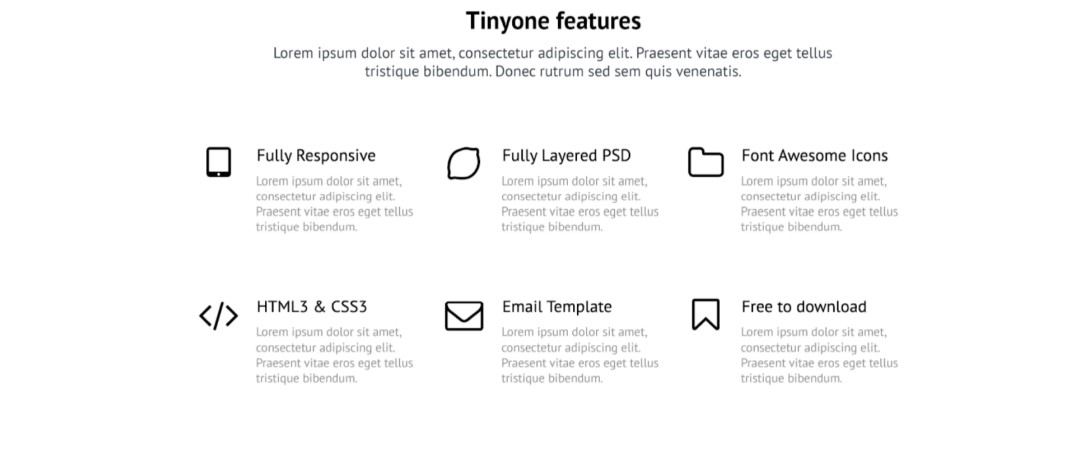 Tinyone features
Lorem ipsum dolor sit amet, consectetur adipiscing elit. Praesent vitae eros eget tellus
tristique bibendum. Donec rutrum sed sem quis venenatis.
Fully Responsive
Lorem ipsum dolor sit amet,
consectetur adipiscing elit.
Praesent vitae eros eget tellus
tristique bibendum.
Fully Layered PSD
Lorem ipsum dolor sit amet,
consectetur adipiscing elit.
Praesent vitae eros eget tellus
tristique bibendum.
Font Awesome Icons
Lorem ipsum dolor sit amet,
consectetur adipiscing elit.
Praesent vitae eros eget tellus
tristique bibendum.
HTML3 & CSS3
Lorem ipsum dolor sit amet,
consectetur adipiscing elit.
Praesent vitae eros eget tellus
tristique bibendum.
Email Template
Lorem ipsum dolor sit amet,
consectetur adipiscing elit.
Praesent vitae eros eget tellus
tristique bibendum.
Free to download
Lorem ipsum dolor sit amet,
consectetur adipiscing elit.
Praesent vitae eros eget tellus
tristique bibendum.